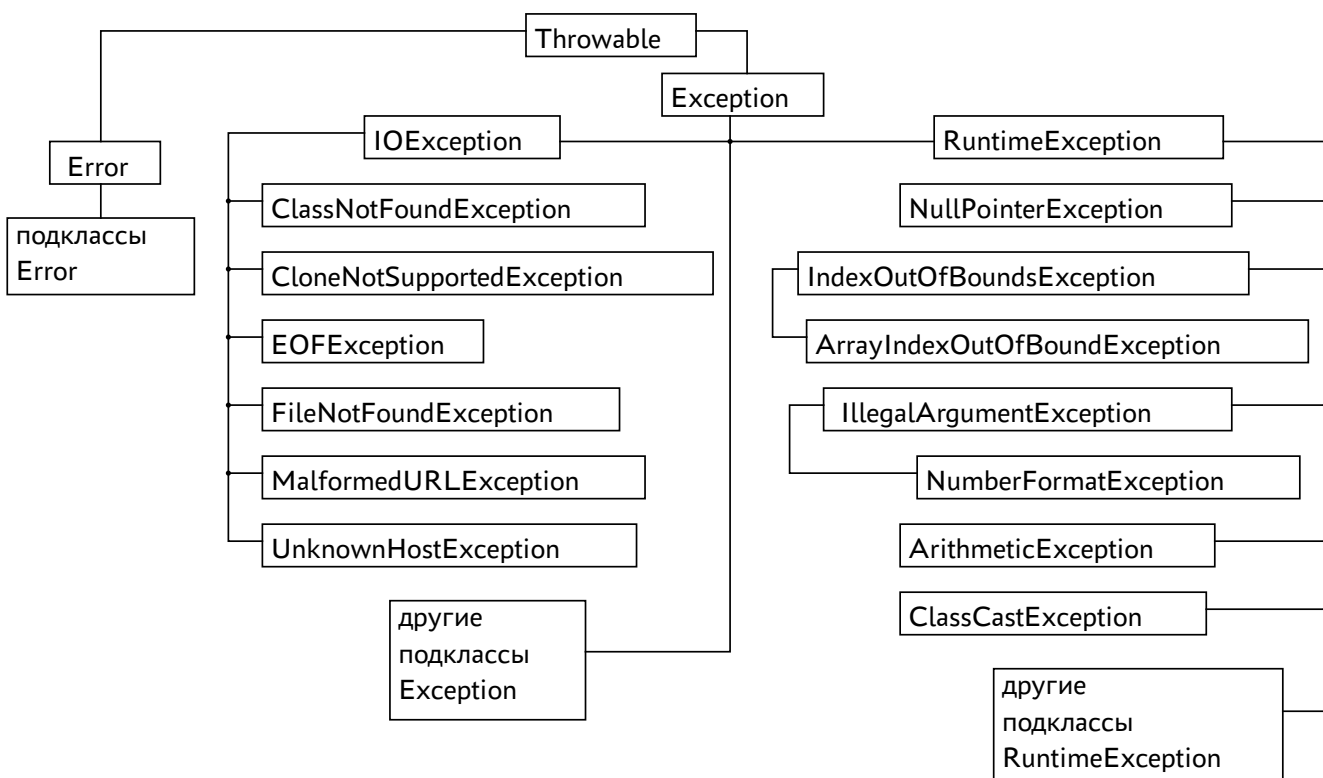 Throwable
Exception
IOException
RuntimeException
Error
ClassNotFoundException
NullPointerException
подклассы
Error
CloneNotSupportedException
IndexOutOfBoundsException
EOFException
ArrayIndexOutOfBoundException
FileNotFoundException
IllegalArgumentException
MalformedURLException
NumberFormatException
UnknownHostException
ArithmeticException
ClassCastException
другие
подклассы
Exception
другие
подклассы
RuntimeException